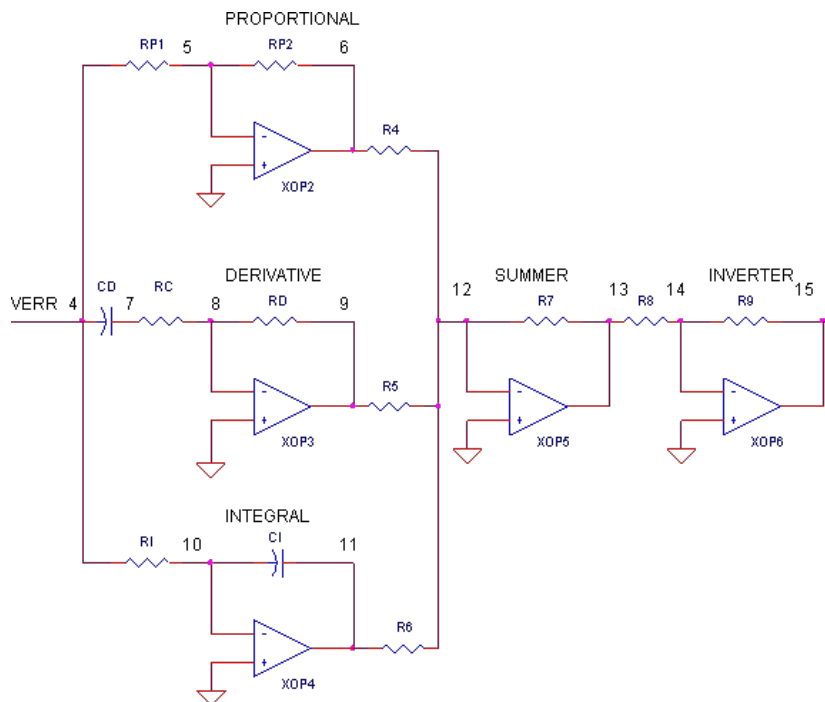 PROPORTIONAL
RP1 5 RP2 6
R4
XOP2
DERIVATIVE SUMMER INVERTER
VERR 4 CD 7 RC 8 RD 9 12 R7 13 R8 14 R9 15
R5
XOP3 XOP5 XOP6
INTEGRAL
RI 10 CI 11
R6
XOP4